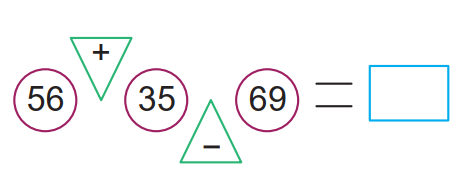 56 + 35 - 69 =